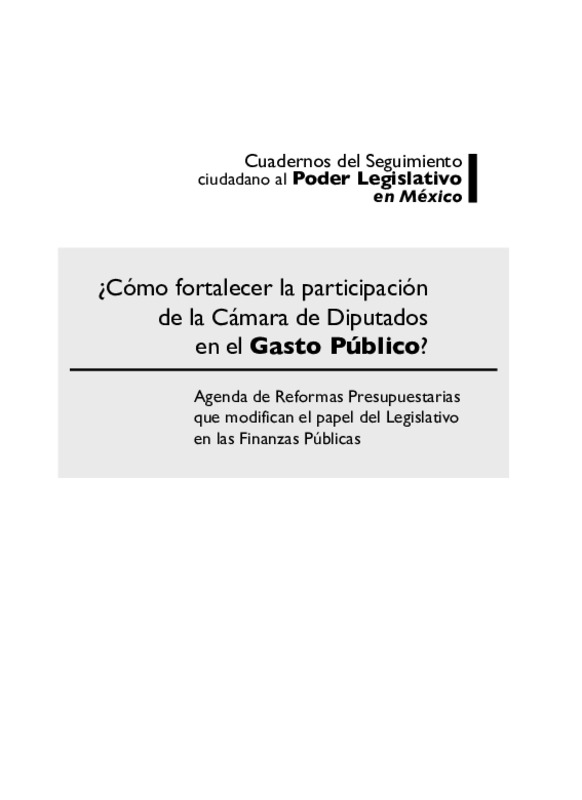 Cuadernos del Seguimiento
ciudadano al Poder Legislativo
en México
¿Cómo fortalecer la participación
de la Cámara de Diputados
en el Gasto Público?
Agenda de Reformas Presupuestarias
que modifican el papel del Legislativo
en las Finanzas Públicas